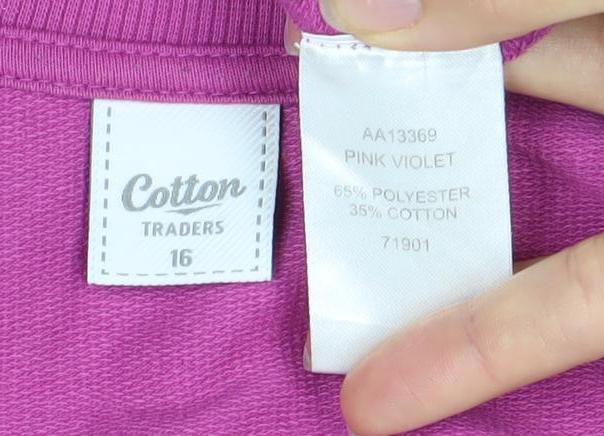 Cotton
TRADERS
16
AA13369
PINK VIOLET
65% POLYESTER
35% COTTON
71901